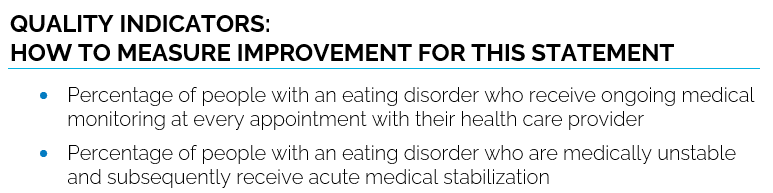 QUALITY INDICATORS:
HOW TO MEASURE IMPROVEMENT FOR THIS STATEMENT
• Percentage of people with an eating disorder who receive ongoing medical
monitoring at every appointment with their health care provider
• Percentage of people with an eating disorder who are medically unstable
and subsequently receive acute medical stabilization